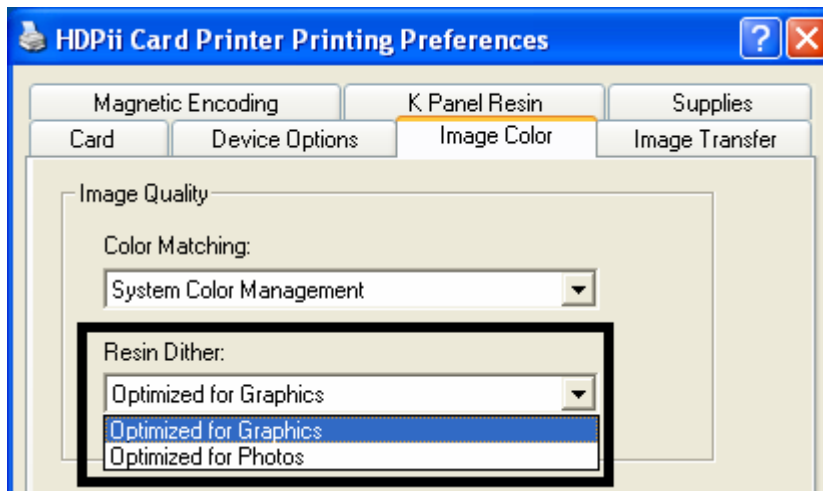 HDPii Card Printer Printing Preferences
Magnetic Encoding K Panel Resin Supplies
Card Device Options Image Color Image Transfer
Image Quality
Color Matching:
System Color Management
Resin Dither:
Optimized for Graphics
Optimized for Graphics
Optimized for Photos